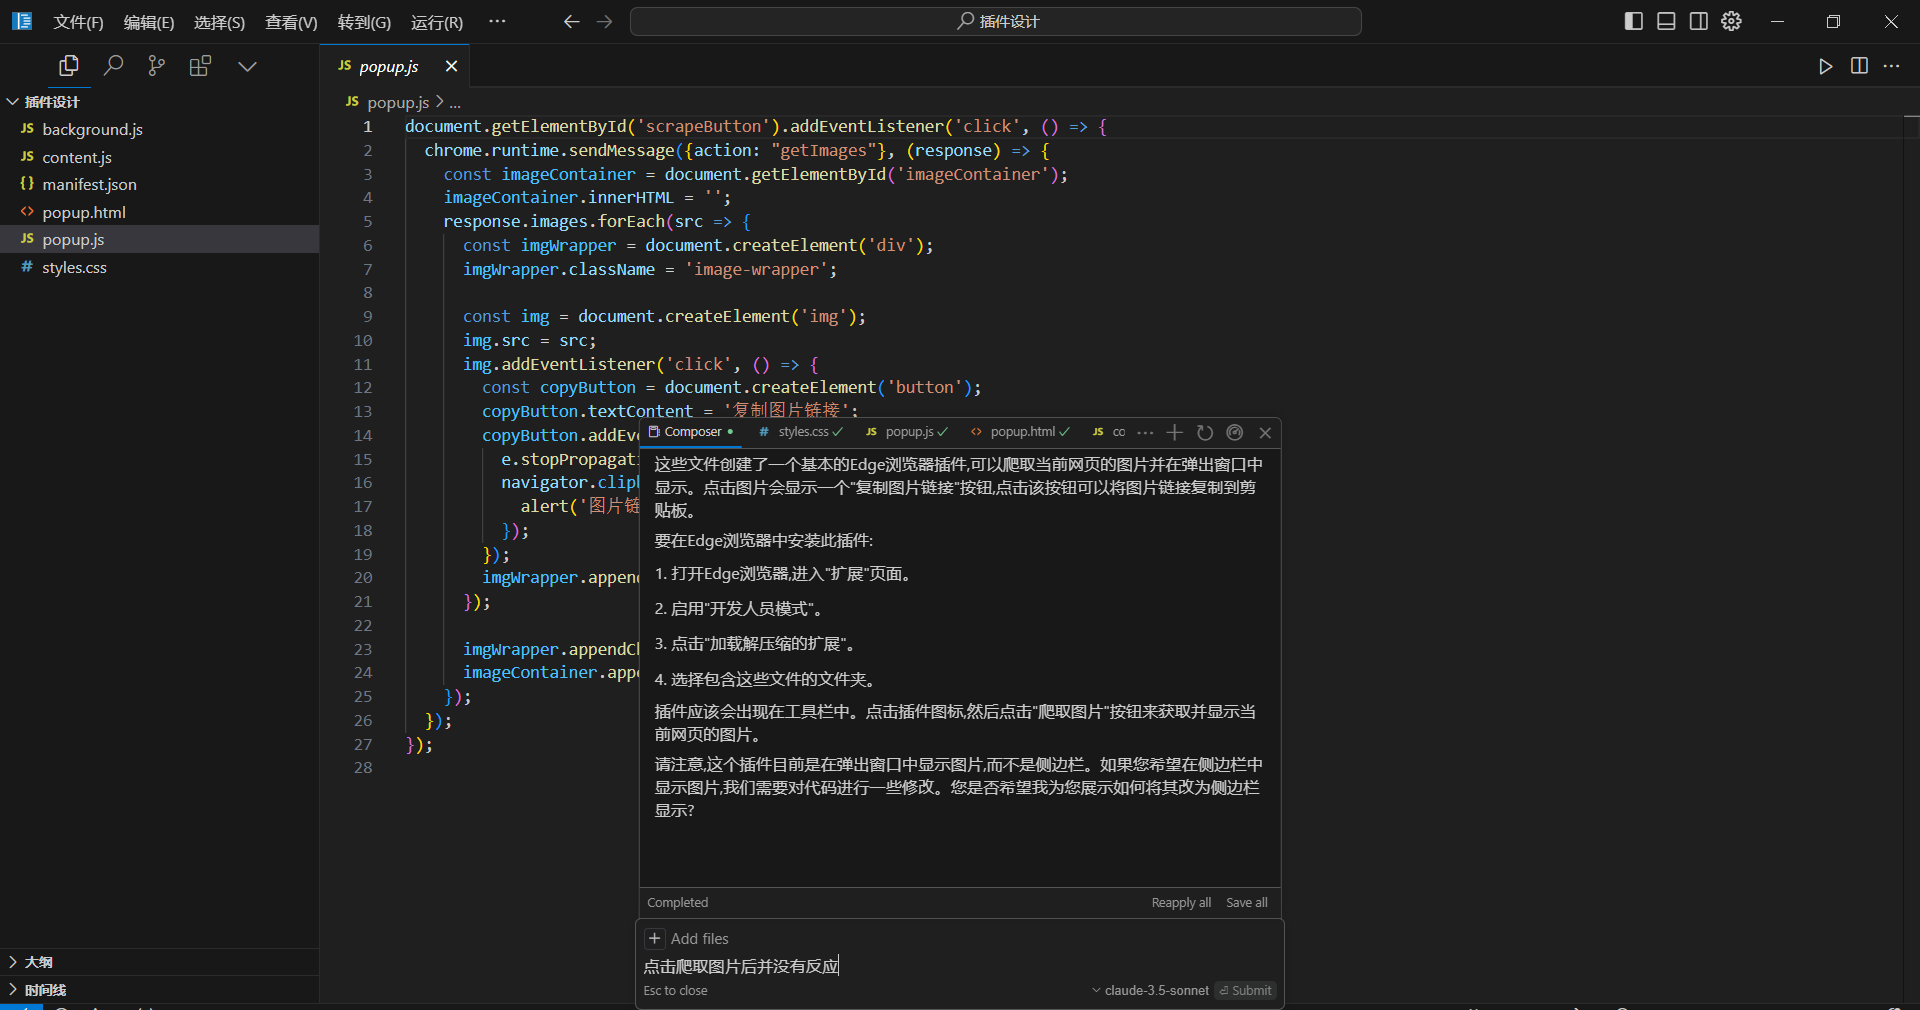 文件(F) 编辑(E) 选择(S) 查看(V) 转到(G) 运行(R) ··· 插件设计
JS popup.js
插件设计
JS background.js
JS content.js
{} manifest.json
<> popup.html
JS popup.js
# styles.css
大纲
时间线
JS popup.js > ...
1 document.getElementById('scrapeButton').addEventListener('click', () => {
2 chrome.runtime.sendMessage({action: "getImages"}, (response) => {
3 const imageContainer = document.getElementById('imageContainer');
4 imageContainer.innerHTML = '';
5 response.images.forEach(src => {
6 const imgWrapper = document.createElement('div');
7 imgWrapper.className = 'image-wrapper';
8
9 const img = document.createElement('img');
10 img.src = src;
11 img.addEventListener('click', () => {
12 const copyButton = document.createElement('button');
13 copyButton.textContent = '复制图片链接';
14 copyButton.addEv
15 e.stopPropagat
16 navigator.clip
17 alert('图片链
18 });
19 });
20 imgWrapper.appen
21 });
22
23 imgWrapper.appendC
24 imageContainer.app
25 });
26 });
27 });
28
Composer styles.css popup.js popup.html JS co ···
这些文件创建了一个基本的Edge浏览器插件,可以爬取当前网页的图片并在弹出窗口中
显示。点击图片会显示一个"复制图片链接"按钮,点击该按钮可以将图片链接复制到剪
贴板。
要在Edge浏览器中安装此插件:
1. 打开Edge浏览器,进入"扩展"页面。
2. 启用"开发人员模式"。
3. 点击"加载解压缩的扩展"。
4. 选择包含这些文件的文件夹。
插件应该会出现在工具栏中。点击插件图标,然后点击"爬取图片"按钮来获取并显示当
前网页的图片。
请注意,这个插件目前是在弹出窗口中显示图片,而不是侧边栏。如果您希望在侧边栏中
显示图片,我们需要对代码进行一些修改。您是否希望我为您展示如何将其改为侧边栏
显示?
Completed Reapply all Save all
+ Add files
点击爬取图片后并没有反应
Esc to close claude-3.5-sonnet Submit